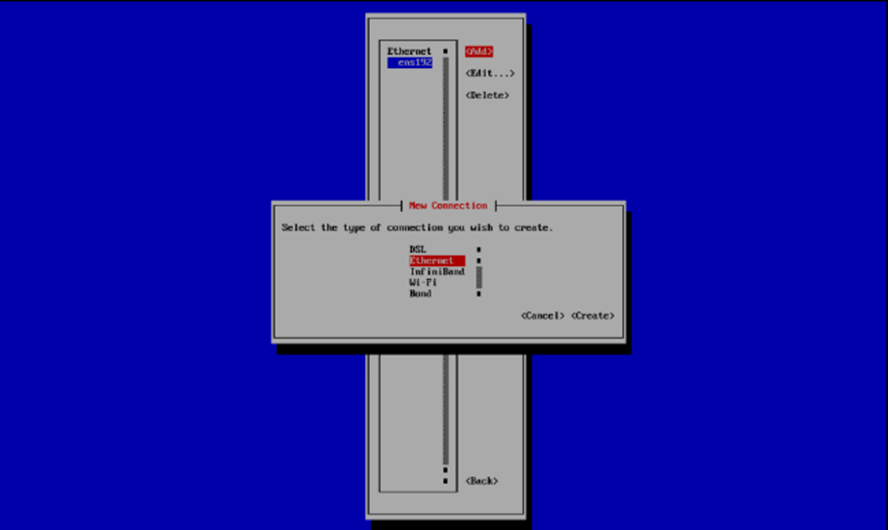 Ethernet
ens192
<Add>
<Edit...>
<Delete>
New Connection
Select the type of connection you wish to create.
DSL
Ethernet
InfiniBand
Wi-Fi
Bond
<Cancel> <Create>
<Back>